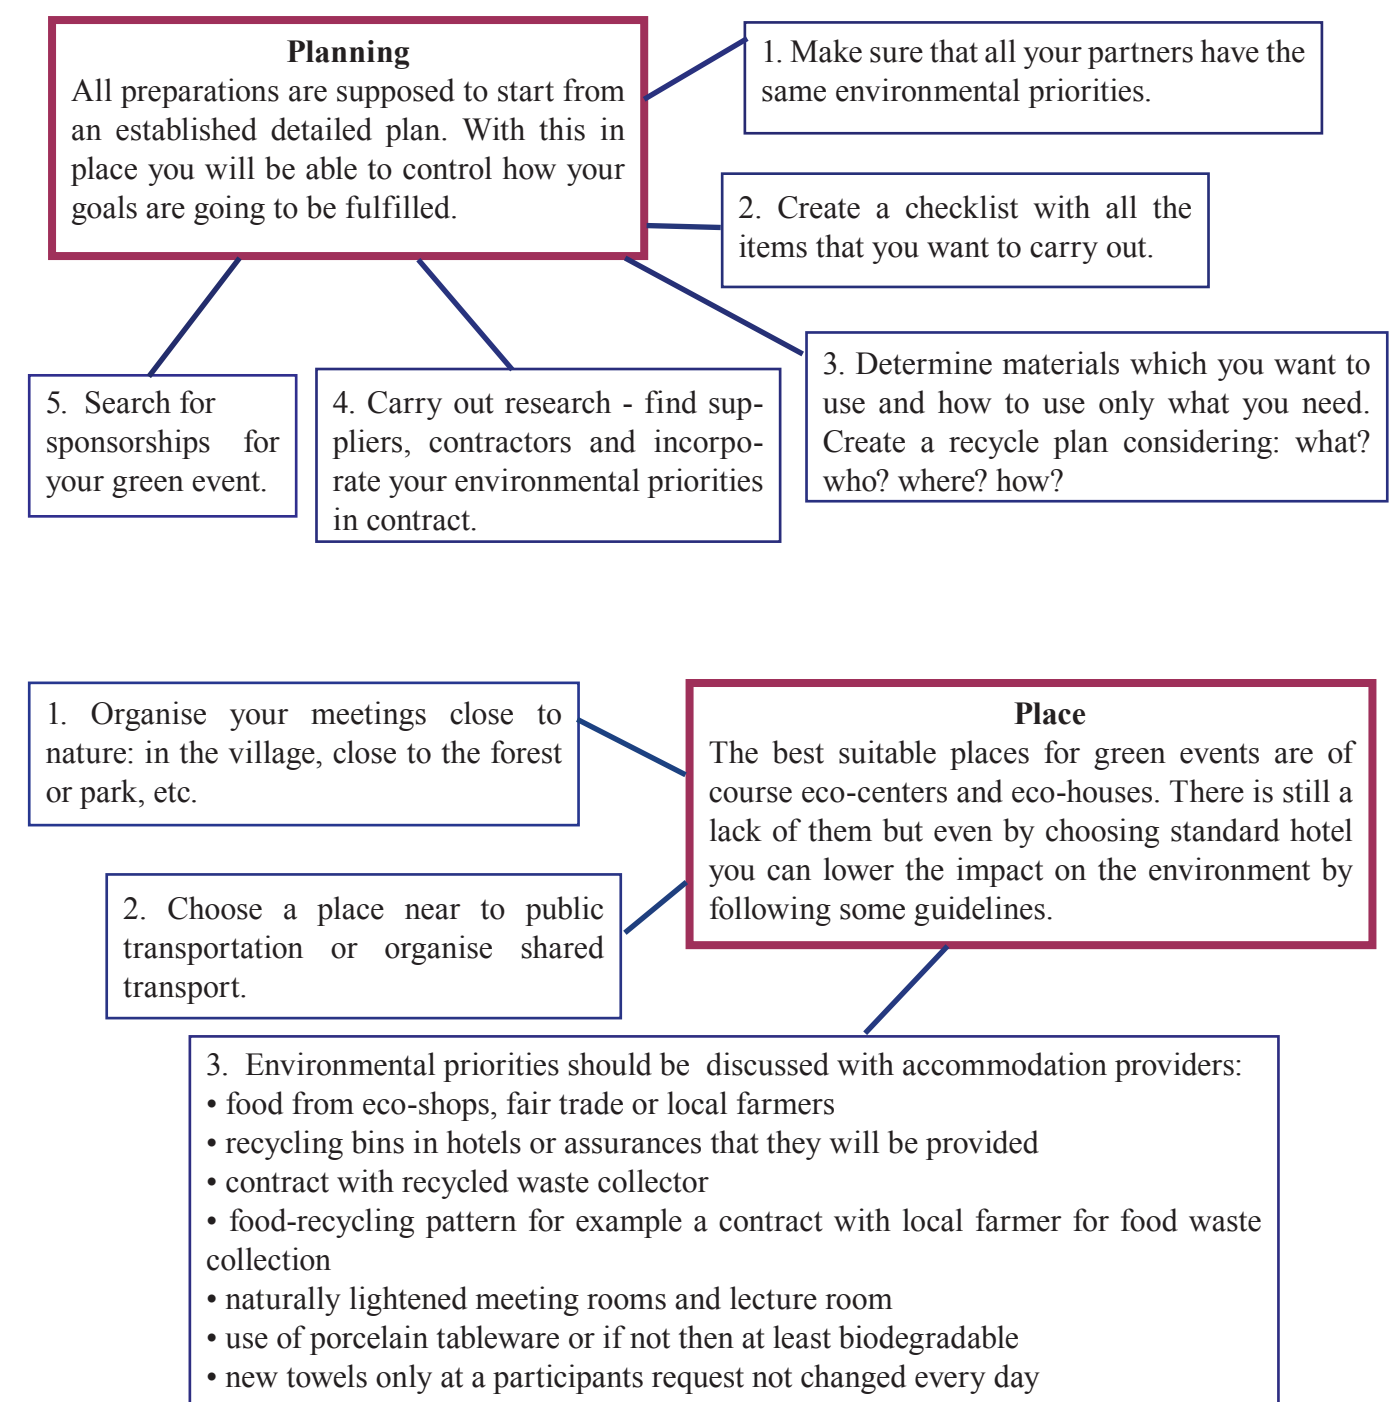 Planning
All preparations are supposed to start from
an established detailed plan. With this in
place you will be able to control how your
goals are going to be fulfilled.
1. Make sure that all your partners have the
same environmental priorities.
2. Create a checklist with all the
items that you want to carry out.
3. Determine materials which you want to
use and how to use only what you need.
Create a recycle plan considering: what?
who? where? how?
4. Carry out research - find sup-
pliers, contractors and incorpo-
rate your environmental priorities
in contract.
5. Search for
sponsorships for
your green event.
Place
The best suitable places for green events are of
course eco-centers and eco-houses. There is still a
lack of them but even by choosing standard hotel
you can lower the impact on the environment by
following some guidelines.
1. Organise your meetings close to
nature: in the village, close to the forest
or park, etc.
2. Choose a place near to public
transportation or organise shared
transport.
3. Environmental priorities should be discussed with accommodation providers:
• food from eco-shops, fair trade or local farmers
• recycling bins in hotels or assurances that they will be provided
• contract with recycled waste collector
• food-recycling pattern for example a contract with local farmer for food waste
collection
• naturally lightened meeting rooms and lecture room
• use of porcelain tableware or if not then at least biodegradable
• new towels only at a participants request not changed every day